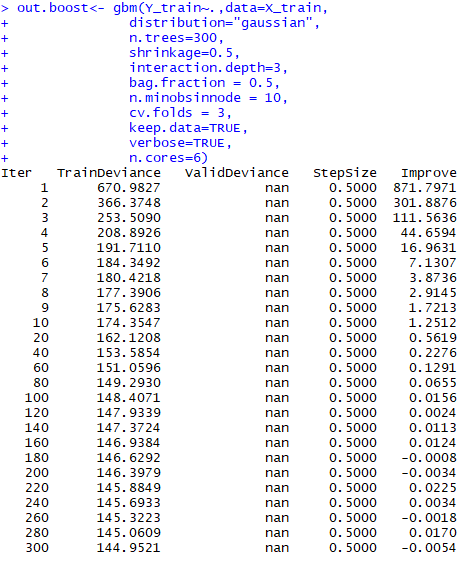 > out.boost<- gbm(Y_train~.,data=X_train,
+ distribution="gaussian",
+ n.trees=300,
+ shrinkage=0.5,
+ interaction.depth=3,
+ bag.fraction = 0.5,
+ n.minobsinnode = 10,
+ cv.folds = 3,
+ keep.data=TRUE,
+ verbose=TRUE,
+ n.cores=6)
Iter TrainDeviance ValidDeviance StepSize Improve
1 670.9827 nan 0.5000 871.7971
2 366.3748 nan 0.5000 301.8876
3 253.5090 nan 0.5000 111.5636
4 208.8926 nan 0.5000 44.6594
5 191.7110 nan 0.5000 16.9631
6 184.3492 nan 0.5000 7.1307
7 180.4218 nan 0.5000 3.8736
8 177.3906 nan 0.5000 2.9145
9 175.6283 nan 0.5000 1.7213
10 174.3547 nan 0.5000 1.2512
20 162.1208 nan 0.5000 0.5619
40 153.5854 nan 0.5000 0.2276
60 151.0596 nan 0.5000 0.1291
80 149.2930 nan 0.5000 0.0655
100 148.4071 nan 0.5000 0.0156
120 147.9339 nan 0.5000 0.0024
140 147.3724 nan 0.5000 0.0113
160 146.9384 nan 0.5000 0.0124
180 146.6292 nan 0.5000 -0.0008
200 146.3979 nan 0.5000 -0.0034
220 145.8849 nan 0.5000 0.0225
240 145.6933 nan 0.5000 0.0034
260 145.3223 nan 0.5000 -0.0018
280 145.0609 nan 0.5000 0.0170
300 144.9521 nan 0.5000 -0.0054